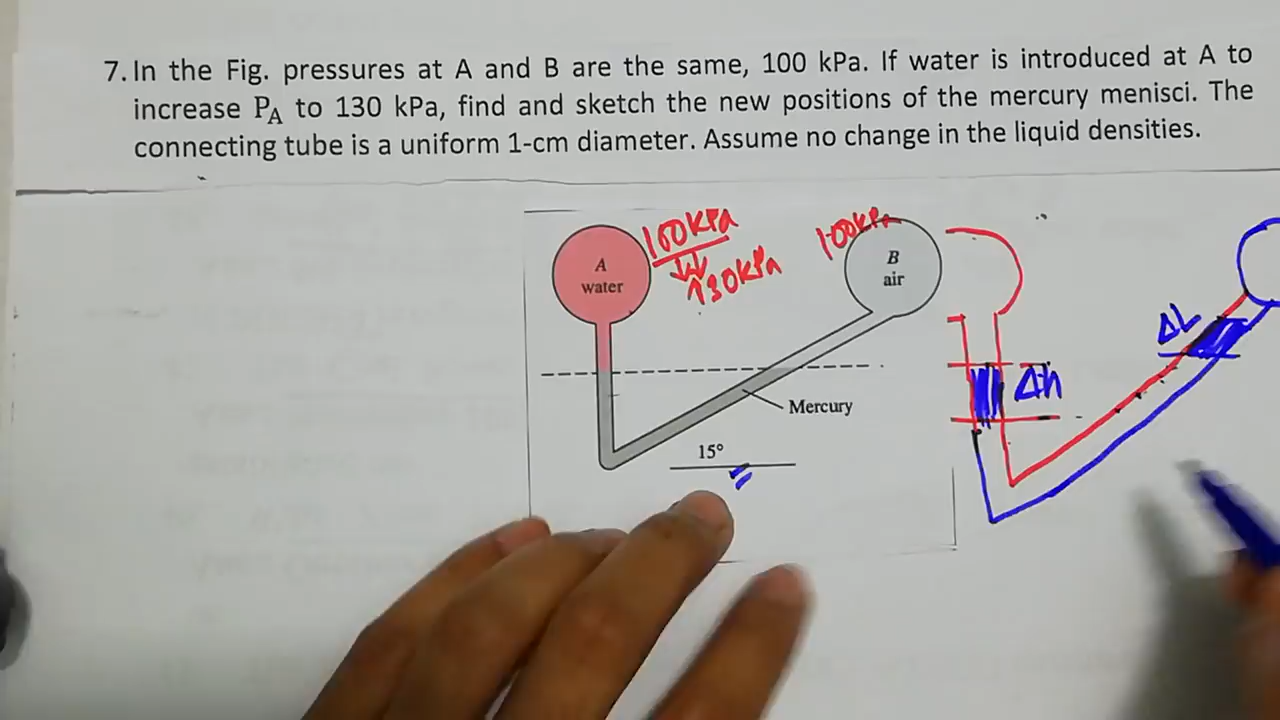 7. In the Fig. pressures at A and B are the same, 100 kPa. If water is introduced at A to
increase PA to 130 kPa, find and sketch the new positions of the mercury menisci. The
connecting tube is a uniform 1-cm diameter. Assume no change in the liquid densities.
100kPa
130kPa
100kPa
A
water
B
air
Mercury
15°
Δh
ΔL